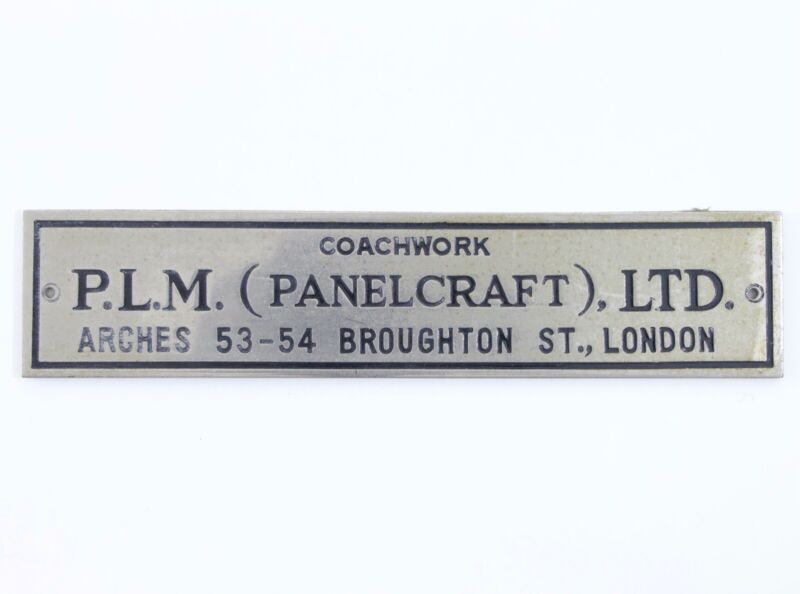 COACHWORK
P.L.M. (PANELCRAFT), LTD.
ARCHES 53-54 BROUGHTON ST., LONDON